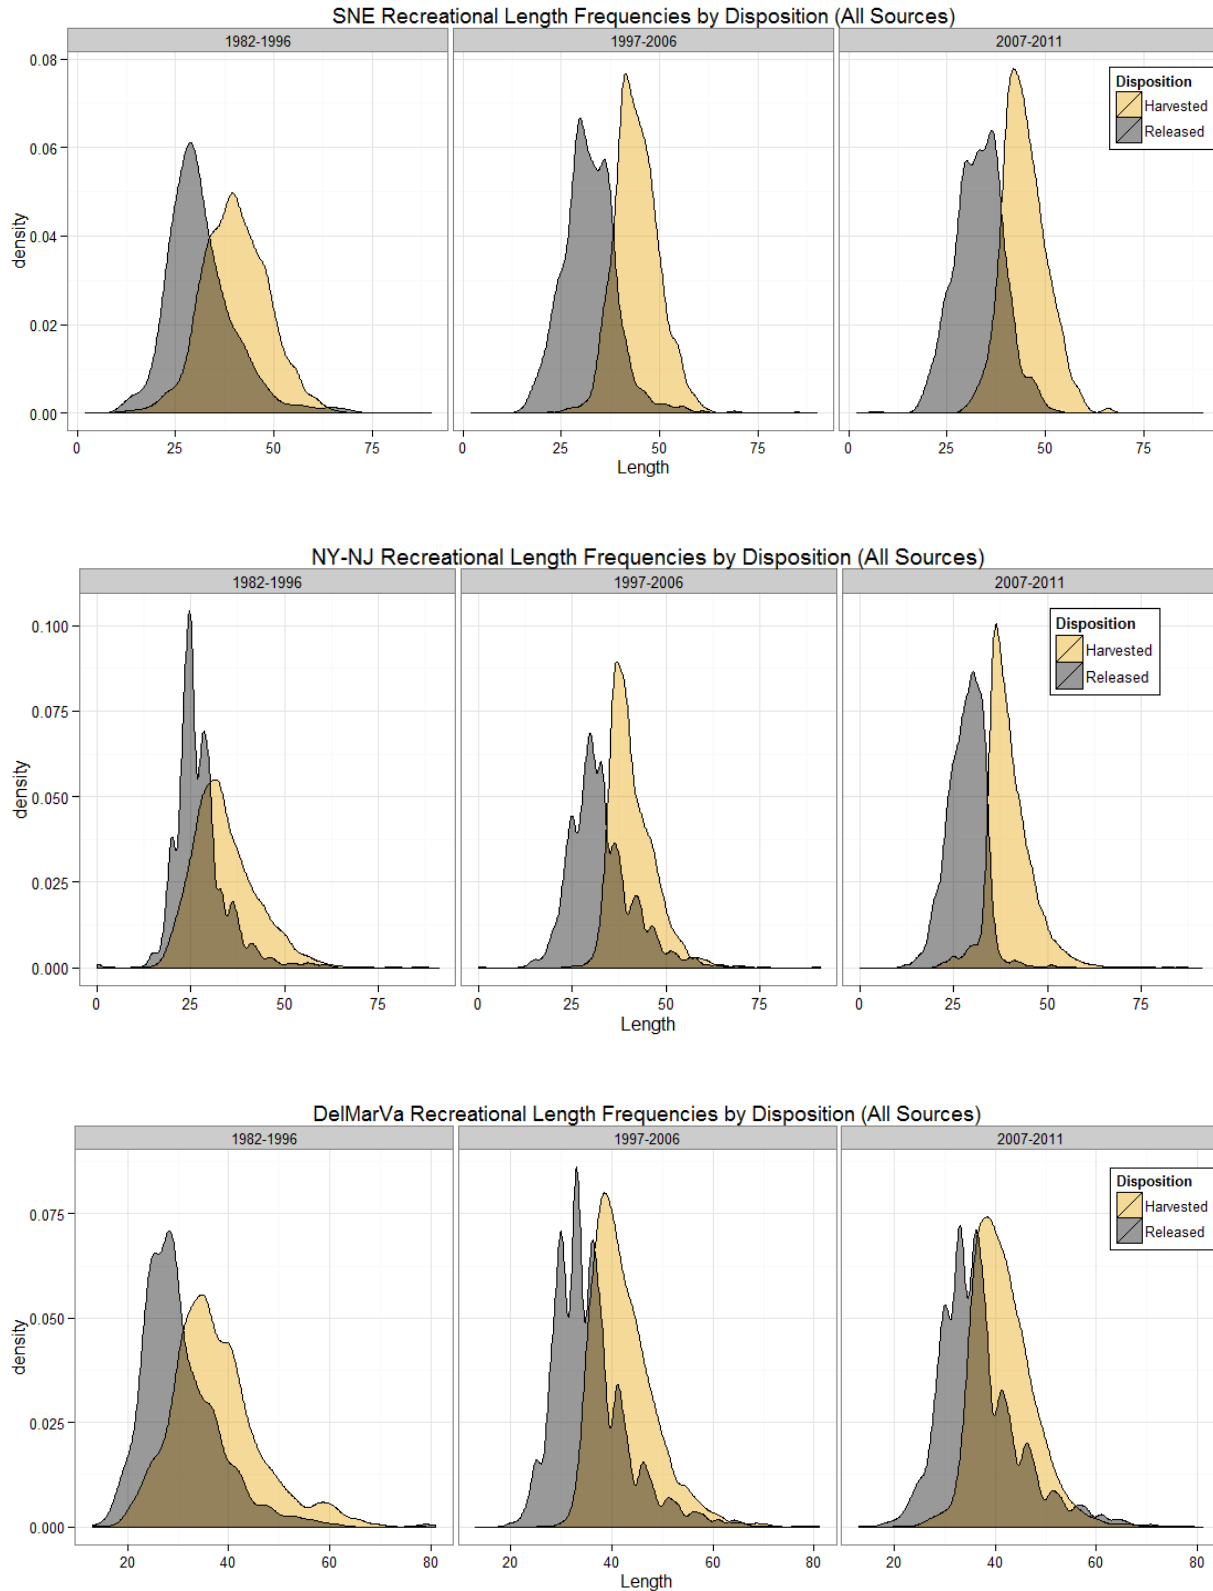 SNE Recreational Length Frequencies by Disposition (All Sources)
1982-1996 1997-2006 2007-2011
0.08
0.06
0.04
0.02
0.00
density
Disposition
Harvested
Released
0 25 50 75 0 25 50 75 0 25 50 75
Length
NY-NJ Recreational Length Frequencies by Disposition (All Sources)
1982-1996 1997-2006 2007-2011
0.100
0.075
0.050
0.025
0.000
density
Disposition
Harvested
Released
0 25 50 75 0 25 50 75 0 25 50 75
Length
DelMarVa Recreational Length Frequencies by Disposition (All Sources)
1982-1996 1997-2006 2007-2011
0.075
0.050
0.025
0.000
density
Disposition
Harvested
Released
20 40 60 80 20 40 60 80 20 40 60 80
Length